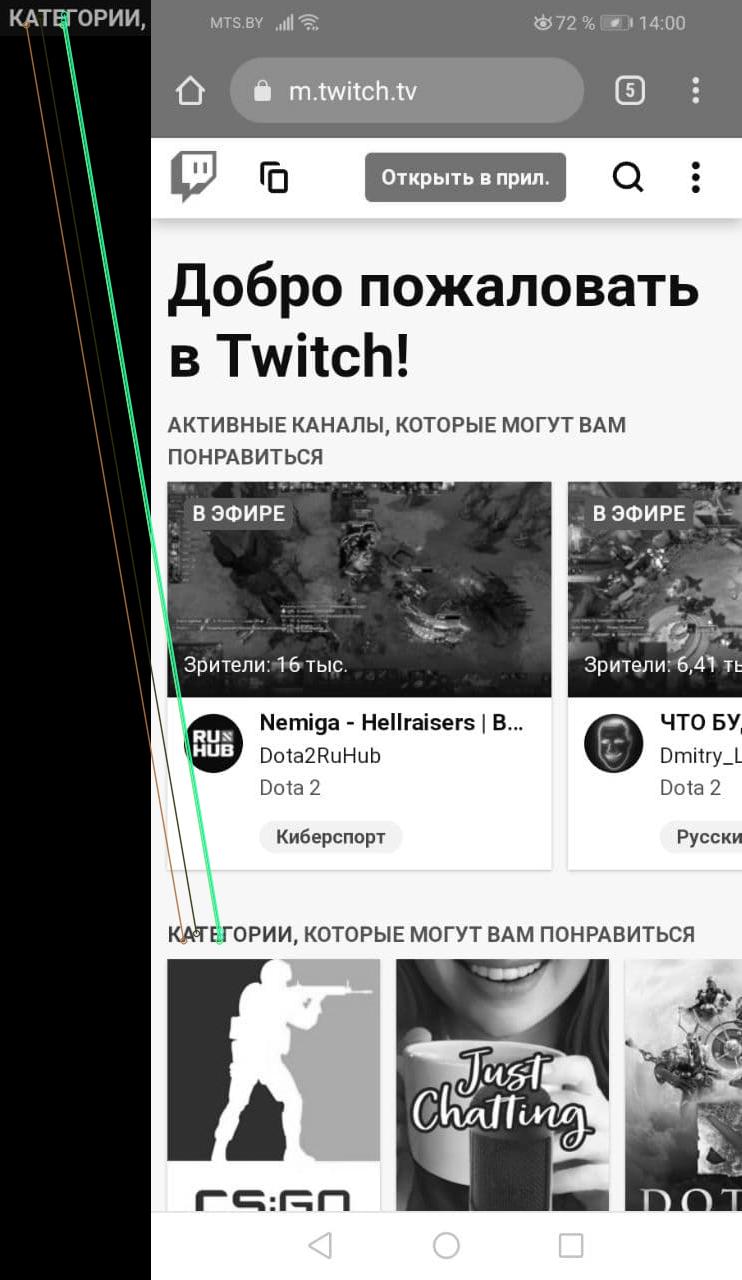 КАТЕГОРИИ,
MTS.BY 72 % 14:00
m.twitch.tv 5
Открыть в прил.
Добро пожаловать
в Twitch!
АКТИВНЫЕ КАНАЛЫ, КОТОРЫЕ МОГУТ ВАМ
ПОНРАВИТЬСЯ
В ЭФИРЕ
Зрители: 16 тыс.
RU HUB
Nemiga - Hellraisers | B...
Dota2RuHub
Dota 2
Киберспорт
В ЭФИРЕ
Зрители: 6,41 ты
ЧТО БУ
Dmitry_L
Dota 2
Русски
КАТЕГОРИИ, КОТОРЫЕ МОГУТ ВАМ ПОНРАВИТЬСЯ
CS:GO
Just
Chatting
DOT